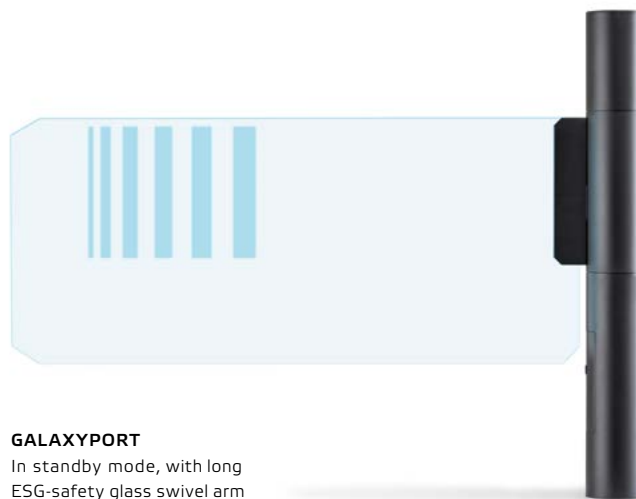 GALAXYPORT
In standby mode, with long
ESG-safety glass swivel arm